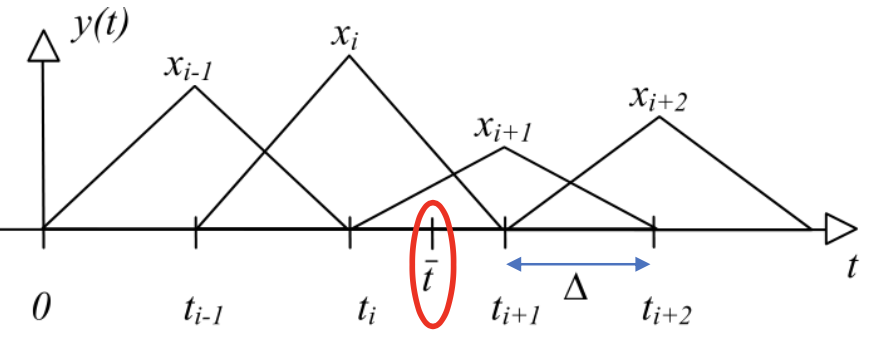 y(t)
x_{i-1}
x_i
x_{i+1}
x_{i+2}
t̄
Δ
t
0 t_{i-1} t_i t_{i+1} t_{i+2}